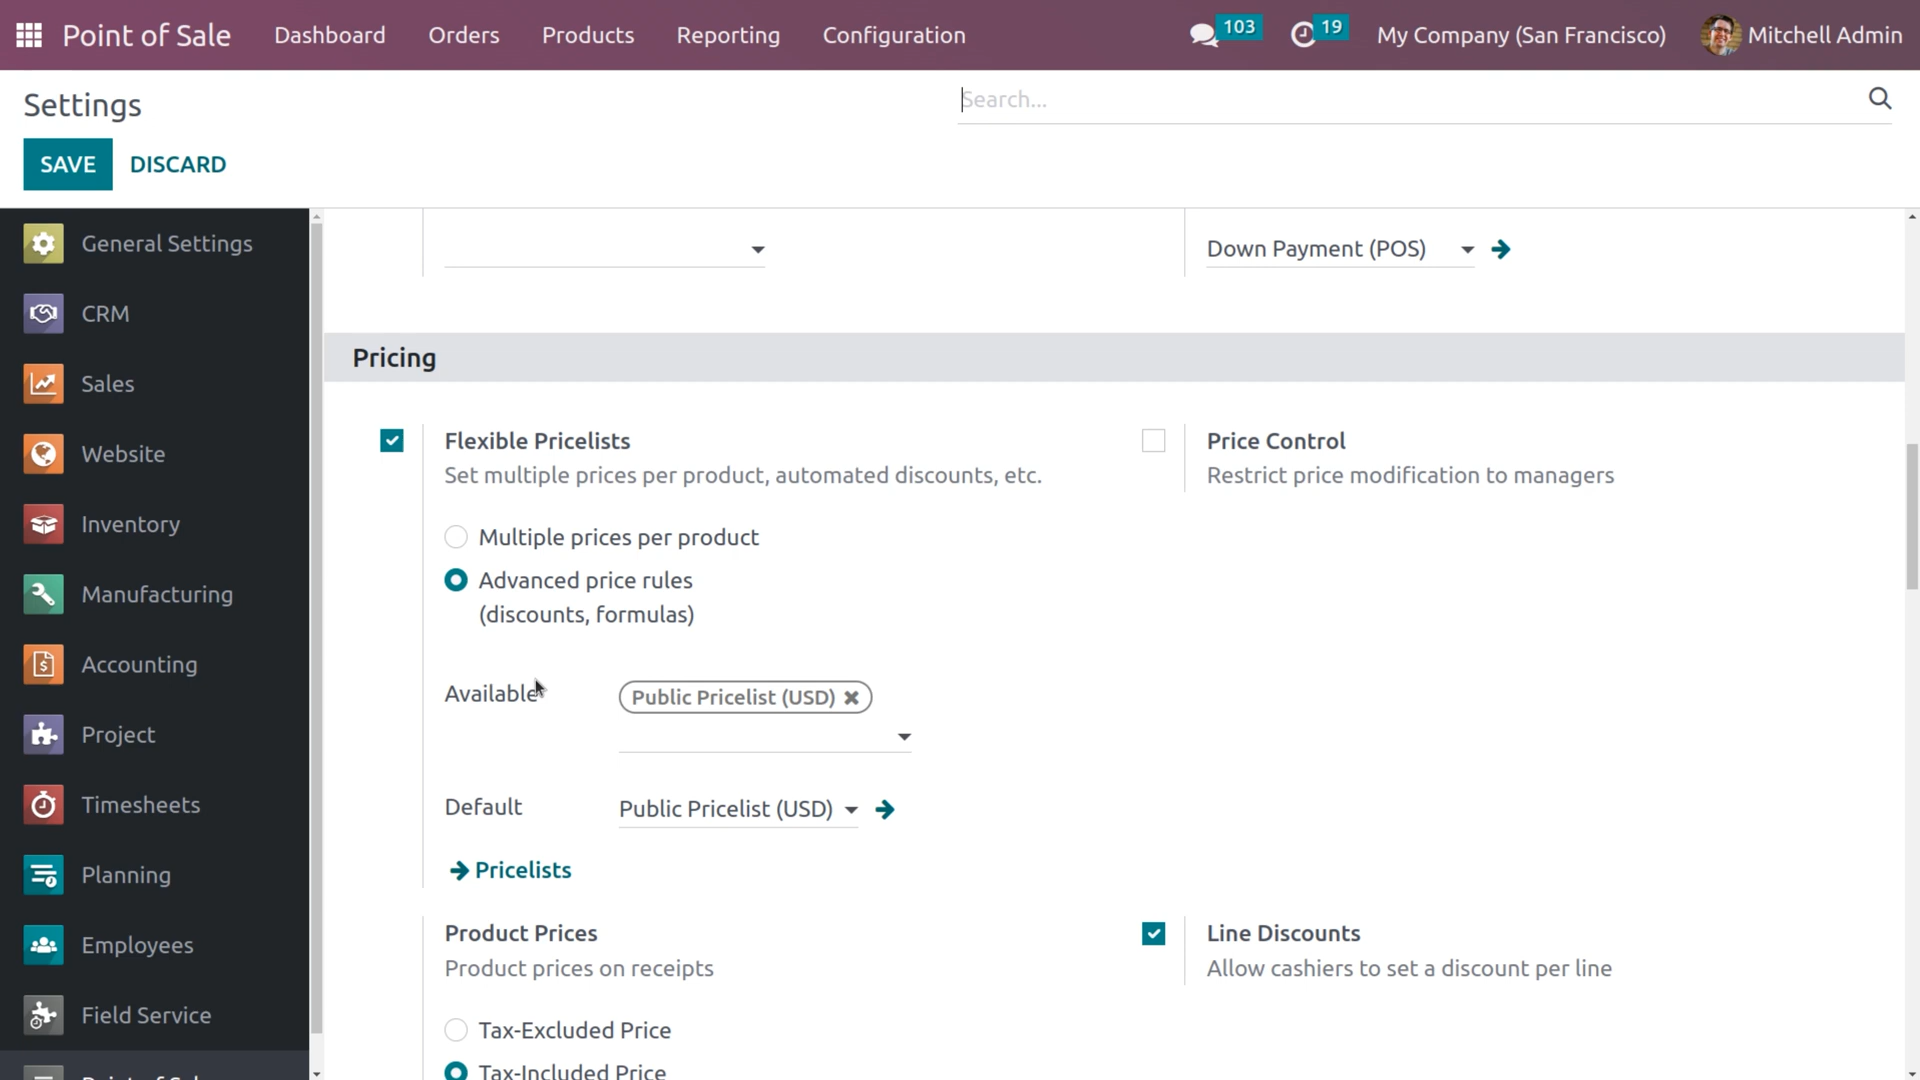 Point of Sale Dashboard Orders Products Reporting Configuration 103 19 My Company (San Francisco) Mitchell Admin
Settings
Search...
SAVE DISCARD
General Settings
CRM
Sales
Website
Inventory
Manufacturing
Accounting
Project
Timesheets
Planning
Employees
Field Service
Down Payment (POS)
Pricing
Flexible Pricelists
Set multiple prices per product, automated discounts, etc.
Multiple prices per product
Advanced price rules
(discounts, formulas)
Available
Public Pricelist (USD)
Default
Public Pricelist (USD)
Pricelists
Price Control
Restrict price modification to managers
Product Prices
Product prices on receipts
Tax-Excluded Price
Tax-Included Price
Line Discounts
Allow cashiers to set a discount per line